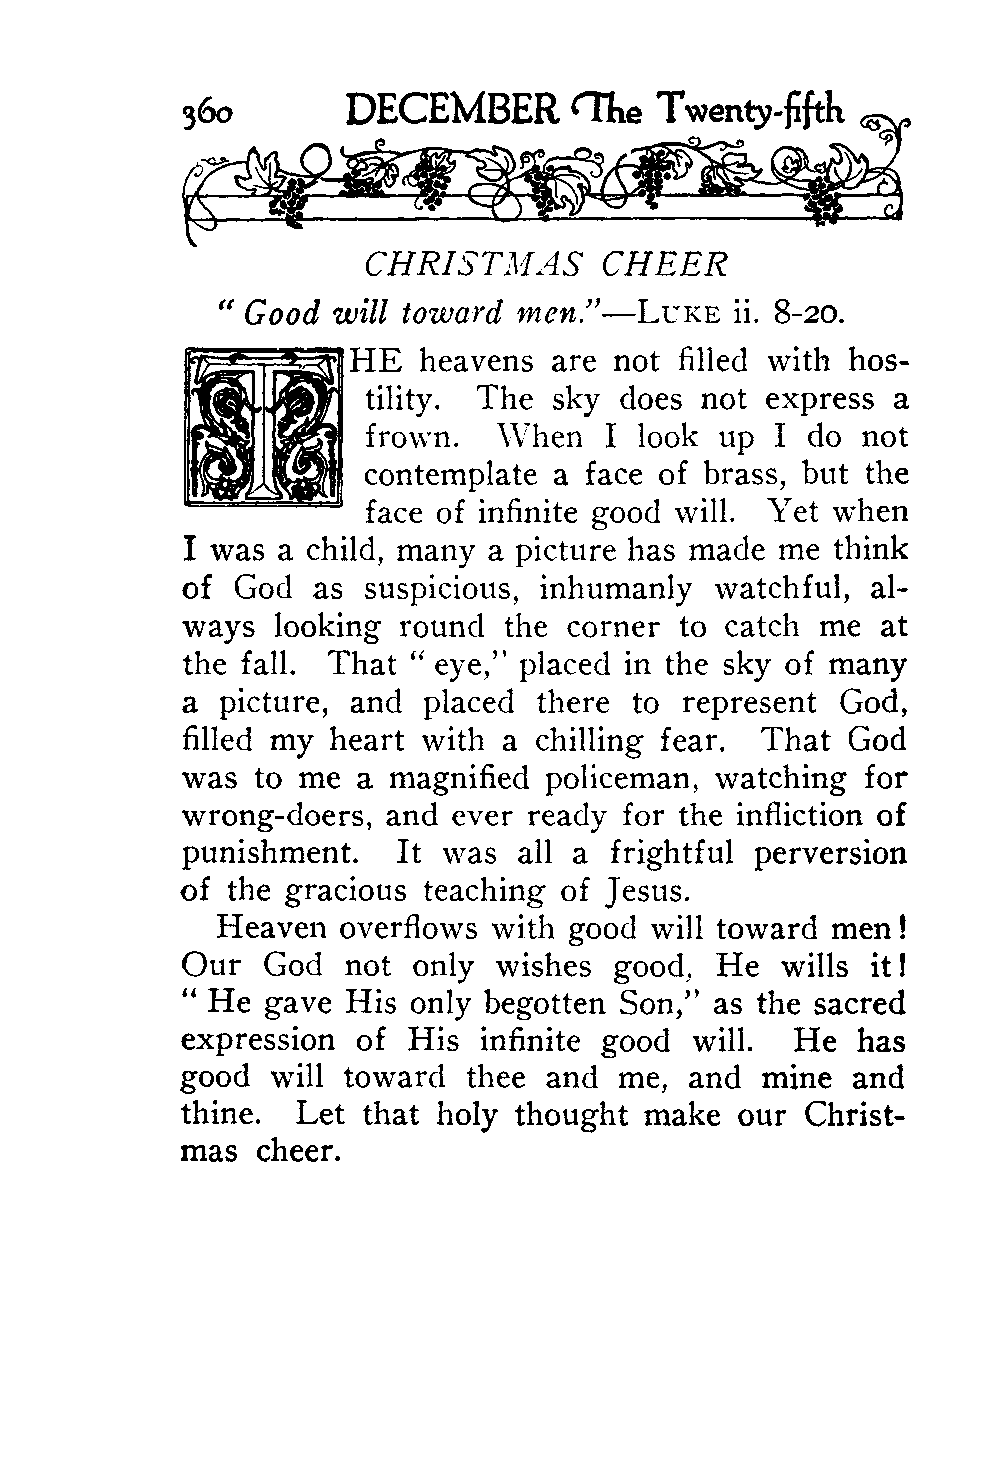 360 DECEMBER The Twenty-fifth
CHRISTMAS CHEER
“ Good will toward men.”—LUKE ii. 8-20.
THE heavens are not filled with hos-
tility. The sky does not express a
frown. When I look up I do not
contemplate a face of brass, but the
face of infinite good will. Yet when
I was a child, many a picture has made me think
of God as suspicious, inhumanly watchful, al-
ways looking round the corner to catch me at
the fall. That “ eye,” placed in the sky of many
a picture, and placed there to represent God,
filled my heart with a chilling fear. That God
was to me a magnified policeman, watching for
wrong-doers, and ever ready for the infliction of
punishment. It was all a frightful perversion
of the gracious teaching of Jesus.
Heaven overflows with good will toward men!
Our God not only wishes good, He wills it!
“ He gave His only begotten Son,” as the sacred
expression of His infinite good will. He has
good will toward thee and me, and mine and
thine. Let that holy thought make our Christ-
mas cheer.